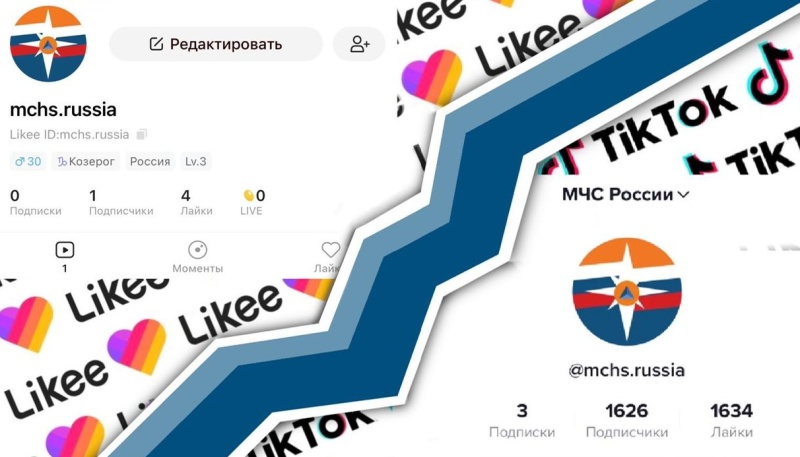 Редактировать
mchs.russia
Likee ID:mchs.russia
30
Козерог
Россия
Lv.3
0
Подписки
1
Подписчики
4
Лайки
0
LIVE
1
Моменты
Лайк
Likee
Likee
Likee
Likee
TikTok
TikTok
TikTok
МЧС России
@mchs.russia
3
Подписки
1626
Подписчики
1634
Лайки